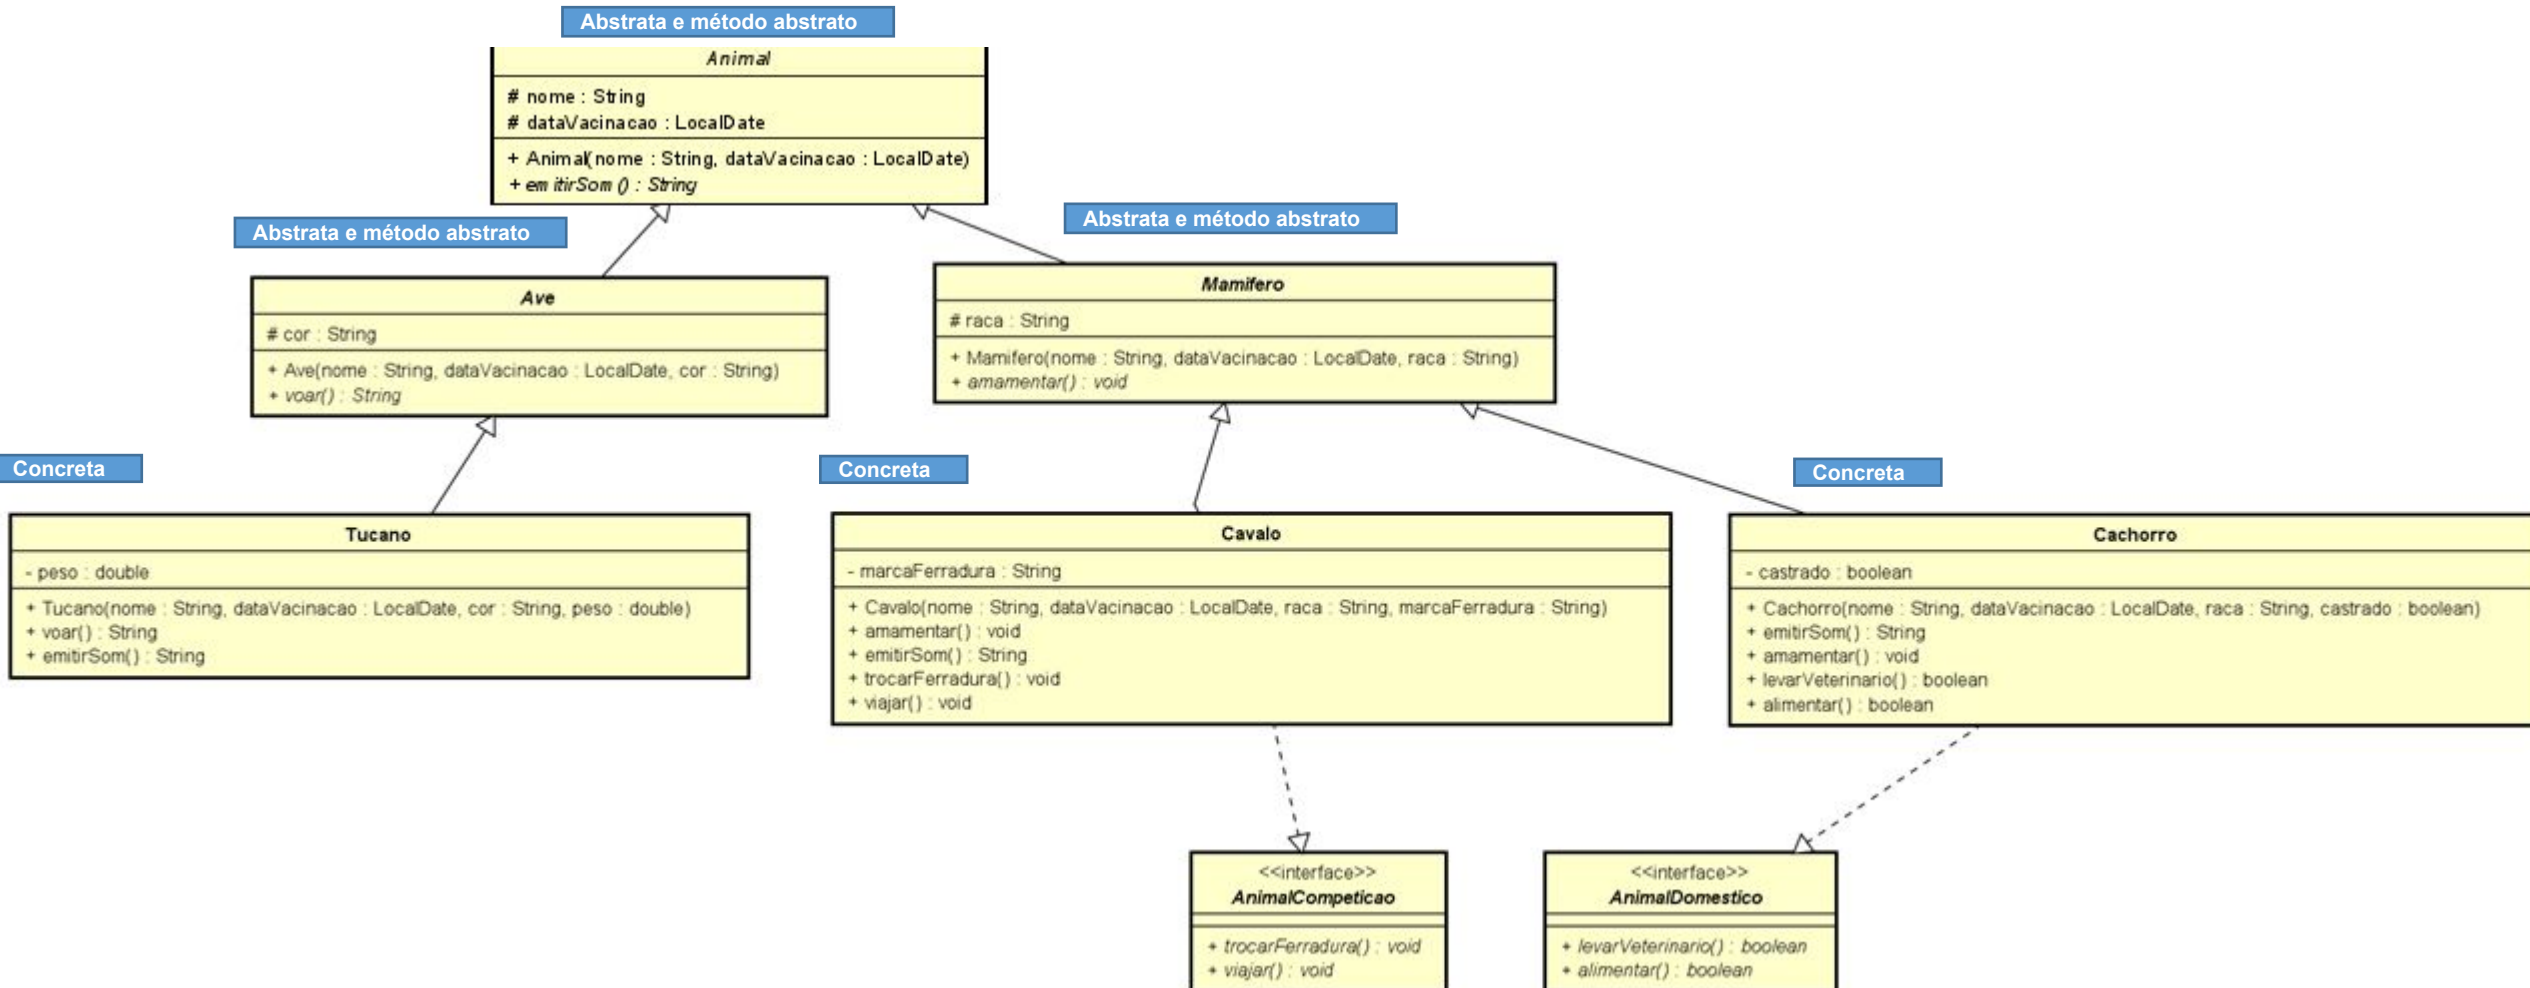 Abstrata e método abstrato
Animal
# nome : String
# dataVacinacao : LocalDate
+ Animal(nome : String, dataVacinacao : LocalDate)
+ emitirSom() : String
Abstrata e método abstrato
Ave
# cor : String
+ Ave(nome : String, dataVacinacao : LocalDate, cor : String)
+ voar() : String
Abstrata e método abstrato
Mamifero
# raca : String
+ Mamifero(nome : String, dataVacinacao : LocalDate, raca : String)
+ amamentar() : void
Concreta
Tucano
- peso : double
+ Tucano(nome : String, dataVacinacao : LocalDate, cor : String, peso : double)
+ voar() : String
+ emitirSom() : String
Concreta
Cavalo
- marcaFerradura : String
+ Cavalo(nome : String, dataVacinacao : LocalDate, raca : String, marcaFerradura : String)
+ amamentar() : void
+ emitirSom() : String
+ trocarFerradura() : void
+ viajar() : void
Concreta
Cachorro
- castrado : boolean
+ Cachorro(nome : String, dataVacinacao : LocalDate, raca : String, castrado : boolean)
+ emitirSom() : String
+ amamentar() : void
+ levarVeterinario() : boolean
+ alimentar() : boolean
<<interface>>
AnimalCompeticao
+ trocarFerradura() : void
+ viajar() : void
<<interface>>
AnimalDomestico
+ levarVeterinario() : boolean
+ alimentar() : boolean